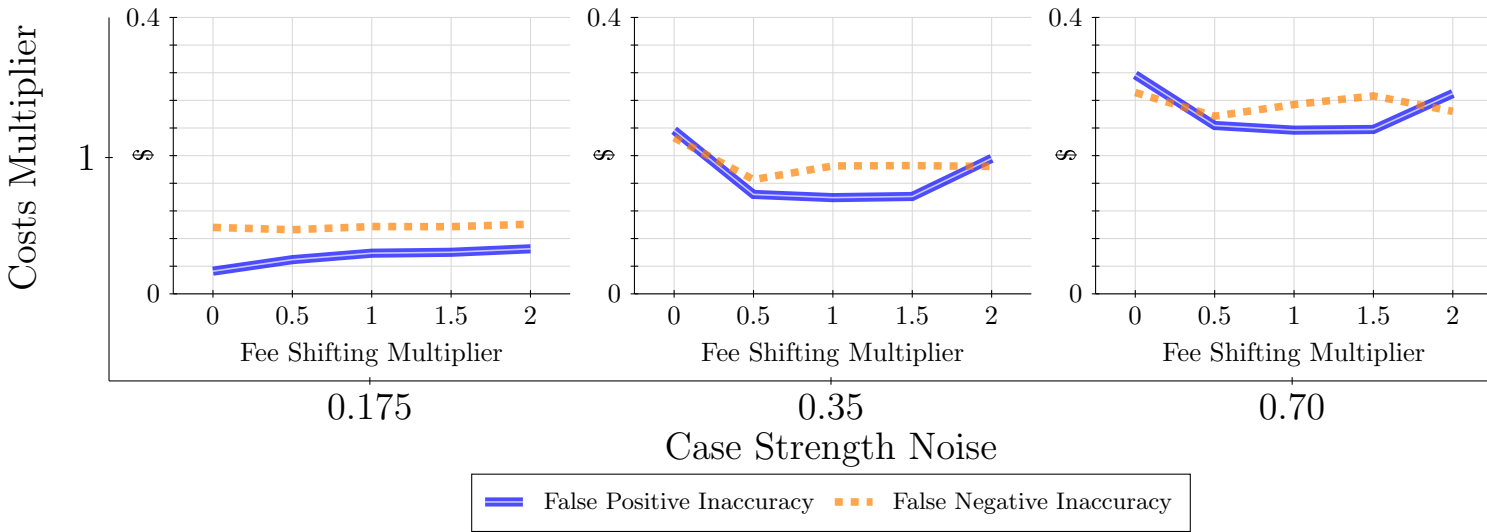 Costs Multiplier
1
0.4
$
0
0 0.5 1 1.5 2
Fee Shifting Multiplier
0.4
$
0
0 0.5 1 1.5 2
Fee Shifting Multiplier
0.4
$
0
0 0.5 1 1.5 2
Fee Shifting Multiplier
0.175 0.35 0.70
Case Strength Noise
False Positive Inaccuracy False Negative Inaccuracy